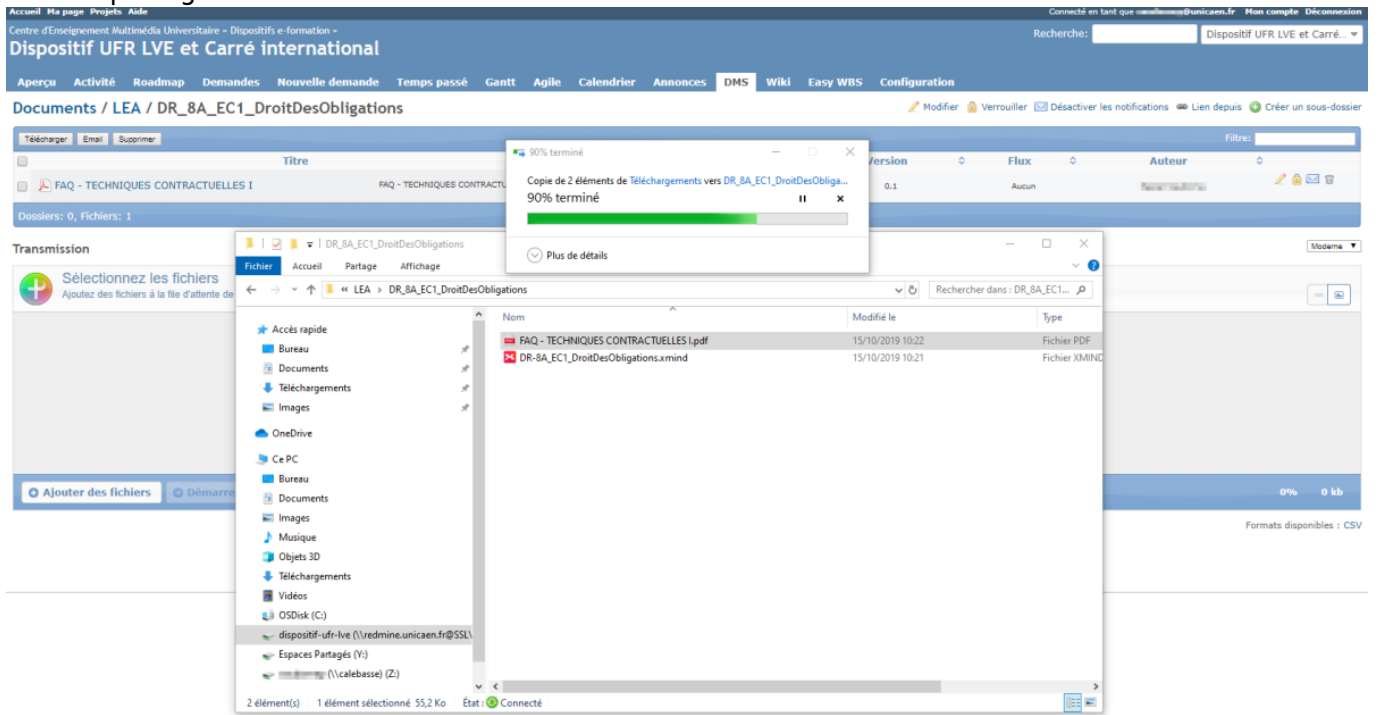 Accueil Ma page Projets Aide
Connecté en tant que @unicaen.fr Mon compte Déconnexion
Centre d'Enseignement Multimédia Universitaire » Dispositifs e-formation »
Dispositif UFR LVE et Carré international
Recherche:
Dispositif UFR LVE et Carré...
Aperçu Activité Roadmap Demandes Nouvelle demande Temps passé Gantt Agile Calendrier Annonces DMS Wiki Easy WBS Configuration
Documents / LEA / DR_8A_EC1_DroitDesObligations
Modifier Verrouiller Désactiver les notifications Lien depuis Créer un sous-dossier
Télécharger Email Supprimer
Filtre:
Titre
Version Flux Auteur
FAQ - TECHNIQUES CONTRACTUELLES I
FAQ - TECHNIQUES CONTRACTU
0.1 Aucun
Dossiers: 0, Fichiers: 1
90% terminé
Copie de 2 éléments de Téléchargements vers DR_8A_EC1_DroitDesObliga...
90% terminé
Plus de détails
Transmission
Moderne
Sélectionnez les fichiers
Ajoutez des fichiers à la file d'attente de
Ajouter des fichiers
Démarre
0% 0 kb
Formats disponibles : CSV
DR_8A_EC1_DroitDesObligations
Fichier Accueil Partage Affichage
« LEA › DR_8A_EC1_DroitDesObligations
Rechercher dans : DR_8A_EC1...
Nom Modifié le Type
FAQ - TECHNIQUES CONTRACTUELLES I.pdf 15/10/2019 10:22 Fichier PDF
DR-8A_EC1_DroitDesObligations.xmind 15/10/2019 10:21 Fichier XMIND
Accès rapide
Bureau
Documents
Téléchargements
Images
OneDrive
Ce PC
Bureau
Documents
Images
Musique
Objets 3D
Téléchargements
Vidéos
OSDisk (C:)
dispositif-ufr-lve (\\redmine.unicaen.fr@SSL\
Espaces Partagés (Y:)
(\\calebasse) (Z:)
2 élément(s) 1 élément sélectionné 55,2 Ko État : Connecté